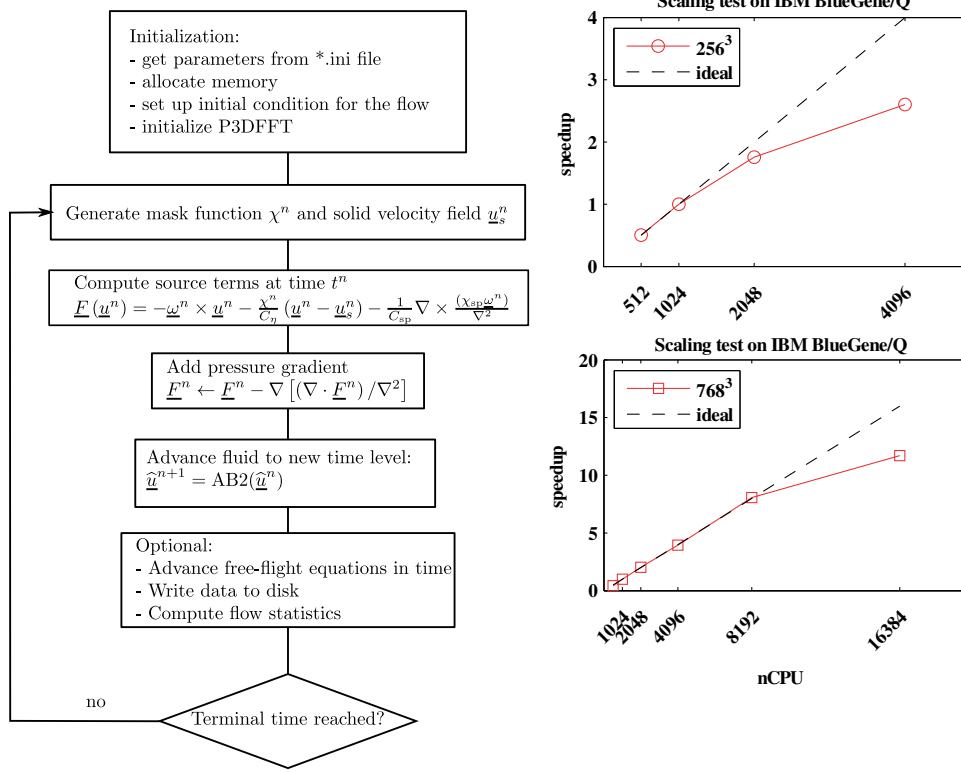 Initialization:
- get parameters from *.ini file
- allocate memory
- set up initial condition for the flow
- initialize P3DFFT
Generate mask function χ^n and solid velocity field u_s^n
Compute source terms at time t^n
F (u^n) = −ω^n × u^n − χ^n/C_η (u^n − u_s^n) − 1/C_sp ∇ × (χ_sp ω^n)/∇^2
Add pressure gradient
F^n ← F^n − ∇ [(∇ · F^n) /∇^2]
Advance fluid to new time level:
û^{n+1} = AB2(û^n)
Optional:
- Advance free-flight equations in time
- Write data to disk
- Compute flow statistics
no
Terminal time reached?
Scaling test on IBM BlueGene/Q
256^3
ideal
speedup
4
3
2
1
0
512
1024
2048
4096
Scaling test on IBM BlueGene/Q
768^3
ideal
speedup
20
15
10
5
0
1024
2048
4096
8192
16384
nCPU